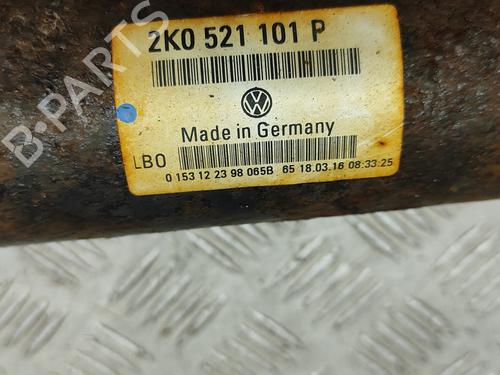 2K0 521 101 P
Made in Germany
LBO
0 153 12 23 98 065B 65 18.03.16 08:33:25
B-PARTS